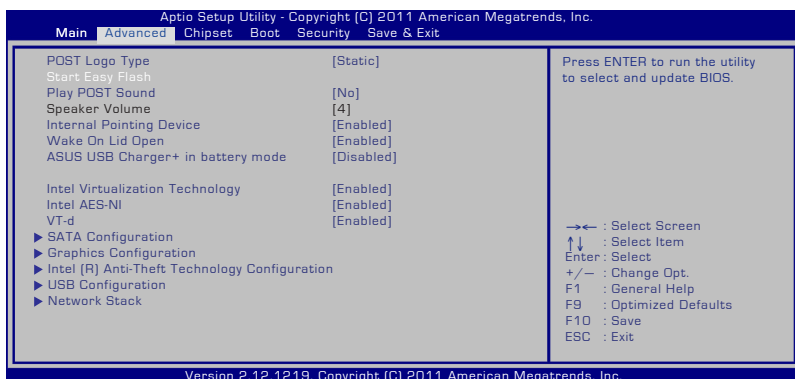 Aptio Setup Utility - Copyright (C) 2011 American Megatrends, Inc.
Main Advanced Chipset Boot Security Save & Exit
POST Logo Type [Static]
Start Easy Flash
Play POST Sound [No]
Speaker Volume [4]
Internal Pointing Device [Enabled]
Wake On Lid Open [Enabled]
ASUS USB Charger+ in battery mode [Disabled]
Intel Virtualization Technology [Enabled]
Intel AES-NI [Enabled]
VT-d [Enabled]
SATA Configuration
Graphics Configuration
Intel (R) Anti-Theft Technology Configuration
USB Configuration
Network Stack
Press ENTER to run the utility
to select and update BIOS.
→← : Select Screen
↑↓ : Select Item
Enter : Select
+/— : Change Opt.
F1 : General Help
F9 : Optimized Defaults
F10 : Save
ESC : Exit
Version 2.12.1219. Copyright (C) 2011 American Megatrends, Inc.